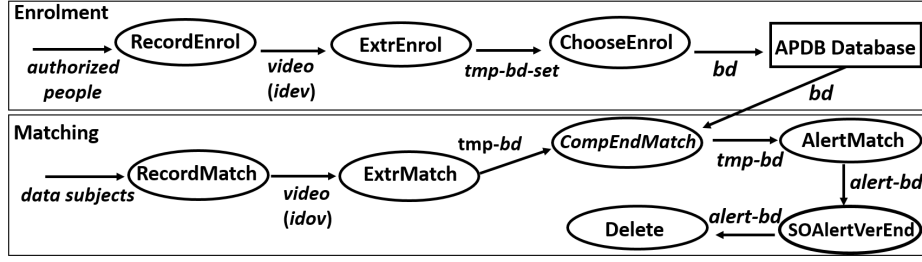 Enrolment
RecordEnrol
ExtrEnrol
ChooseEnrol
APDB Database
authorized
people
video
(idev)
tmp-bd-set
bd
bd
Matching
RecordMatch
ExtrMatch
tmp-bd
CompEndMatch
AlertMatch
data subjects
video
(idov)
tmp-bd
alert-bd
Delete
alert-bd
SOAlertVerEnd